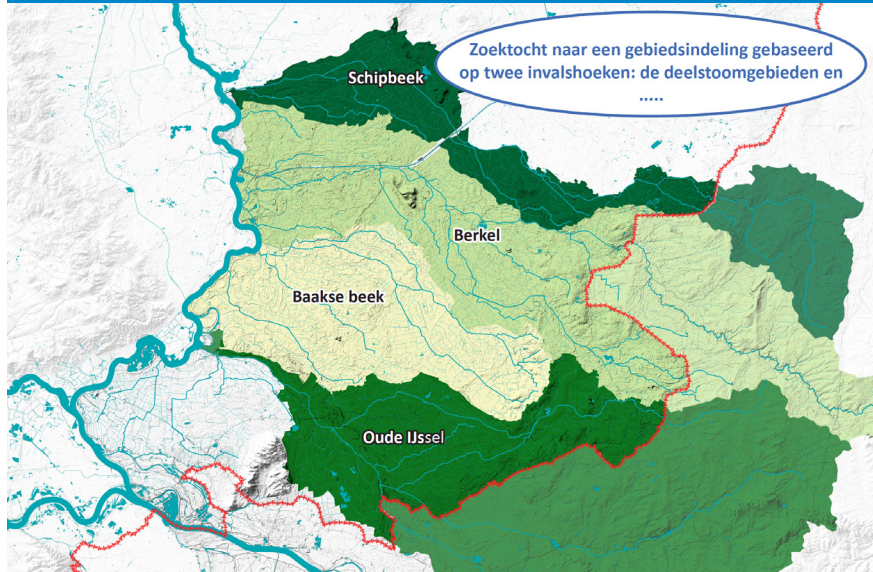 Zoektocht naar een gebiedsindeling gebaseerd
op twee invalshoeken: de deelstoomgebieden en
.....
Schipbeek
Berkel
Baakse beek
Oude IJssel